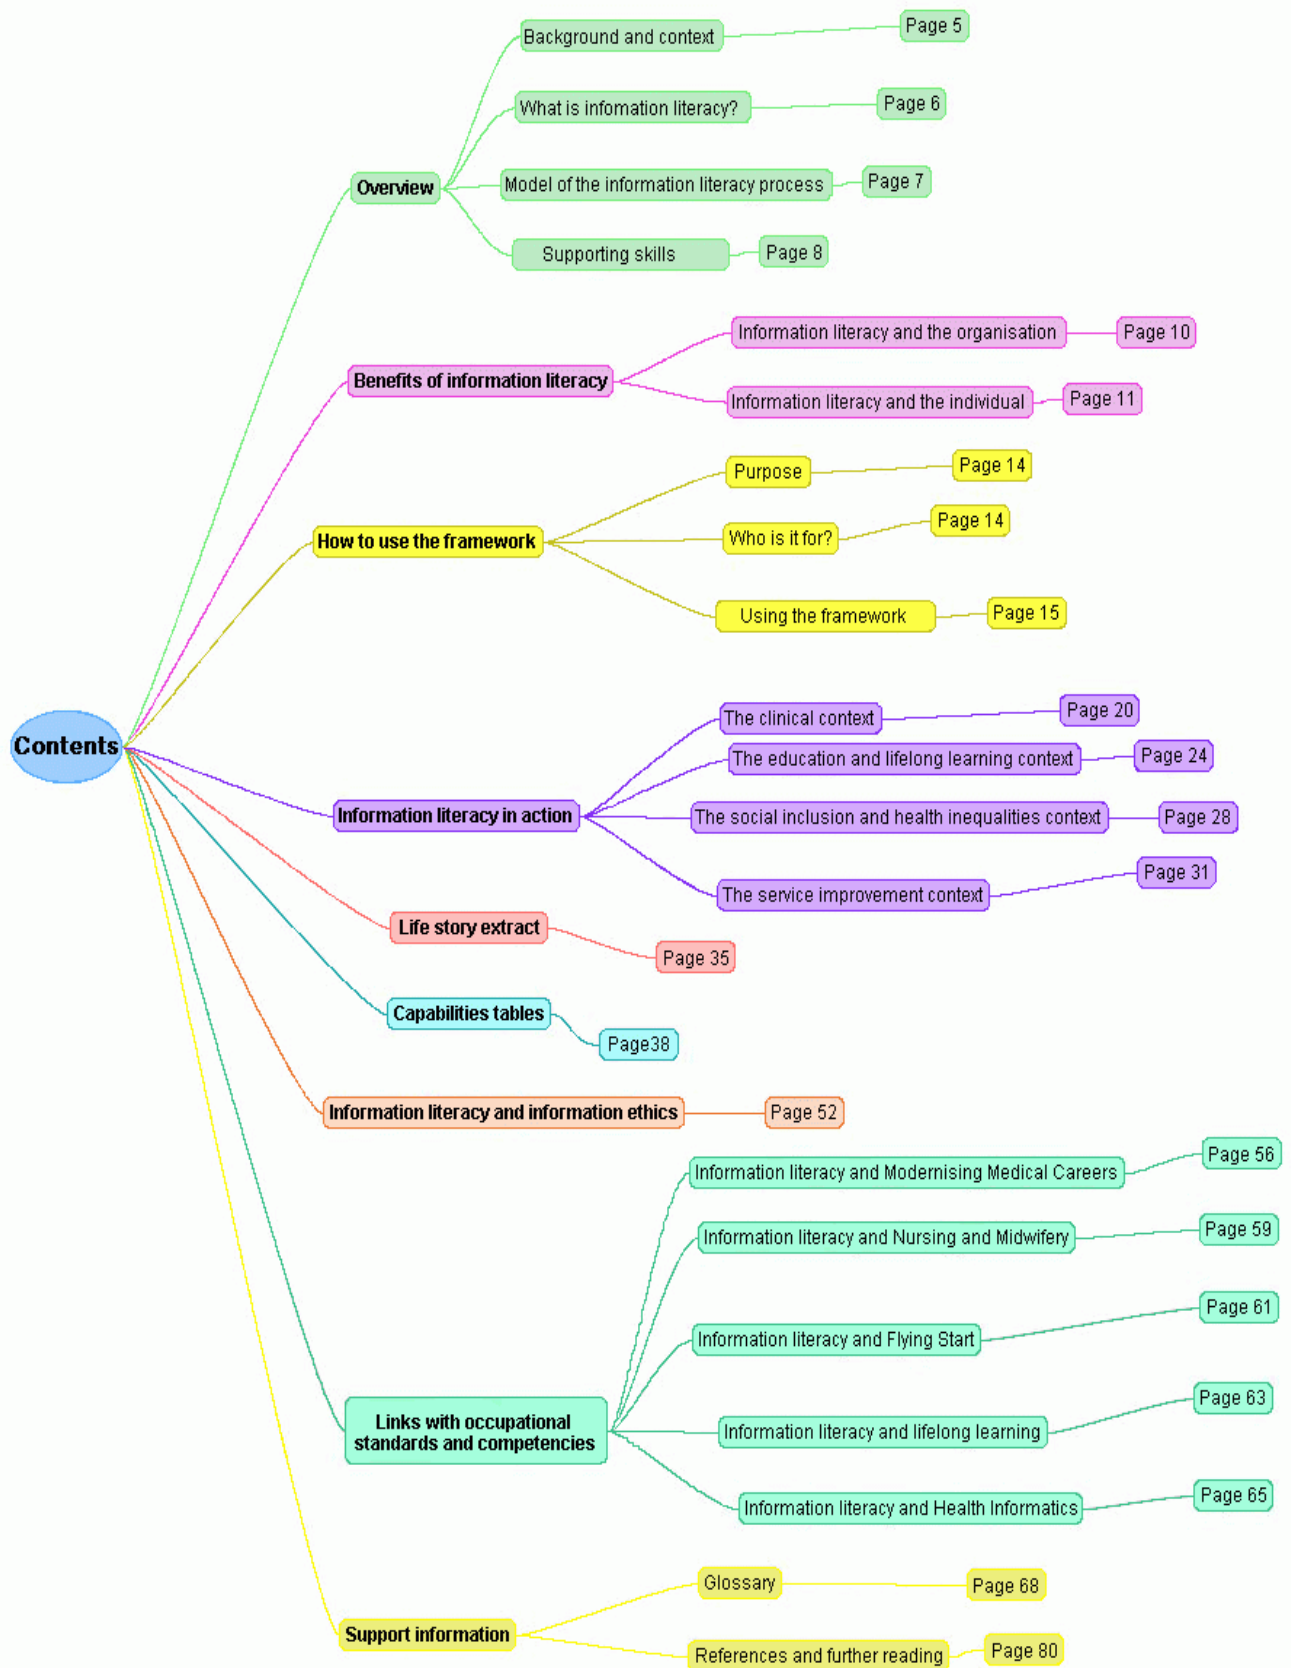 Background and context
Page 5
What is infomation literacy?
Page 6
Overview
Model of the information literacy process
Page 7
Supporting skills
Page 8
Benefits of information literacy
Information literacy and the organisation
Page 10
Information literacy and the individual
Page 11
How to use the framework
Purpose
Page 14
Who is it for?
Page 14
Using the framework
Page 15
Contents
Information literacy in action
The clinical context
Page 20
The education and lifelong learning context
Page 24
The social inclusion and health inequalities context
Page 28
The service improvement context
Page 31
Life story extract
Page 35
Capabilities tables
Page38
Information literacy and information ethics
Page 52
Links with occupational
standards and competencies
Information literacy and Modernising Medical Careers
Page 56
Information literacy and Nursing and Midwifery
Page 59
Information literacy and Flying Start
Page 61
Information literacy and lifelong learning
Page 63
Information literacy and Health Informatics
Page 65
Support information
Glossary
Page 68
References and further reading
Page 80